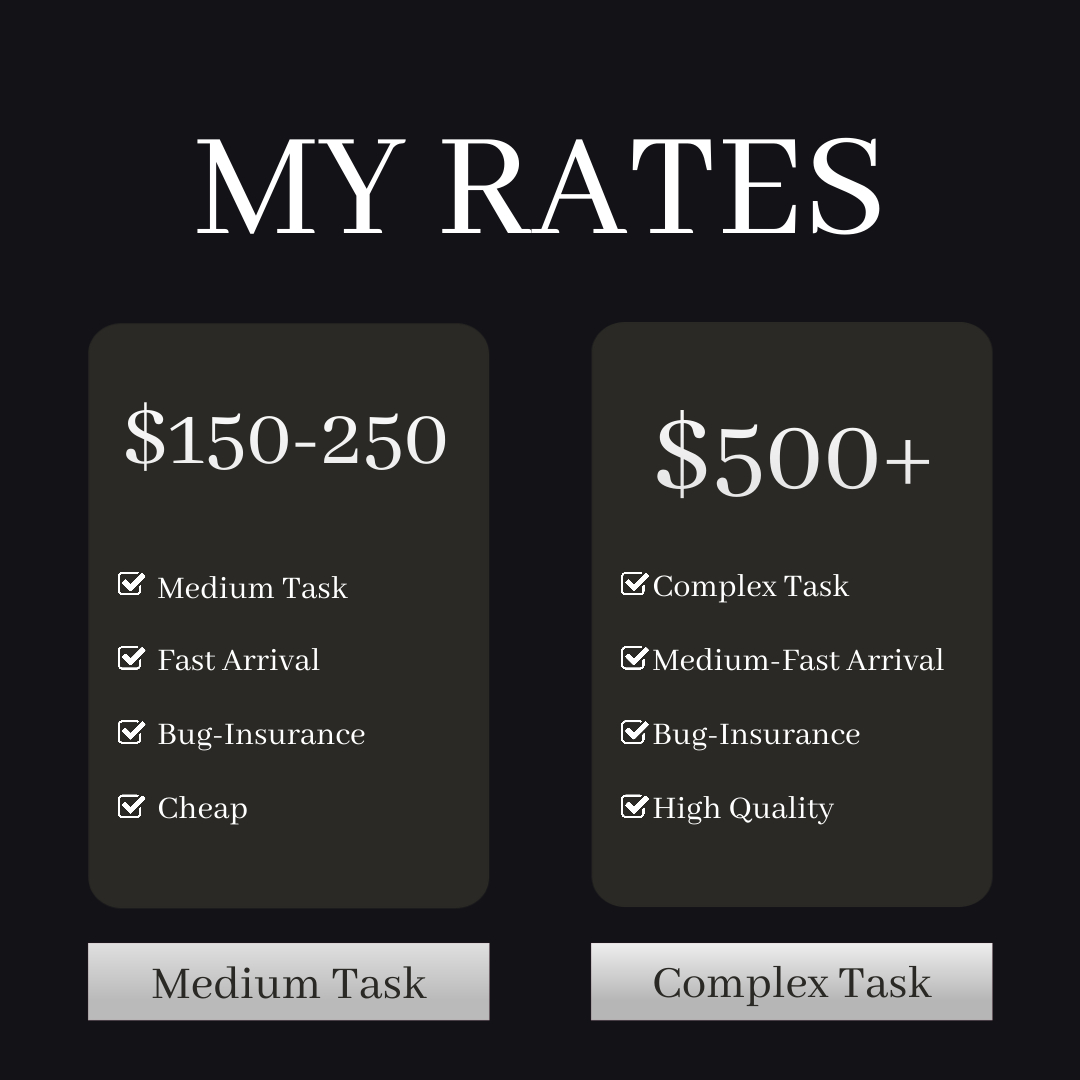 MY RATES
$150-250
Medium Task
Fast Arrival
Bug-Insurance
Cheap
Medium Task
$500+
Complex Task
Medium-Fast Arrival
Bug-Insurance
High Quality
Complex Task